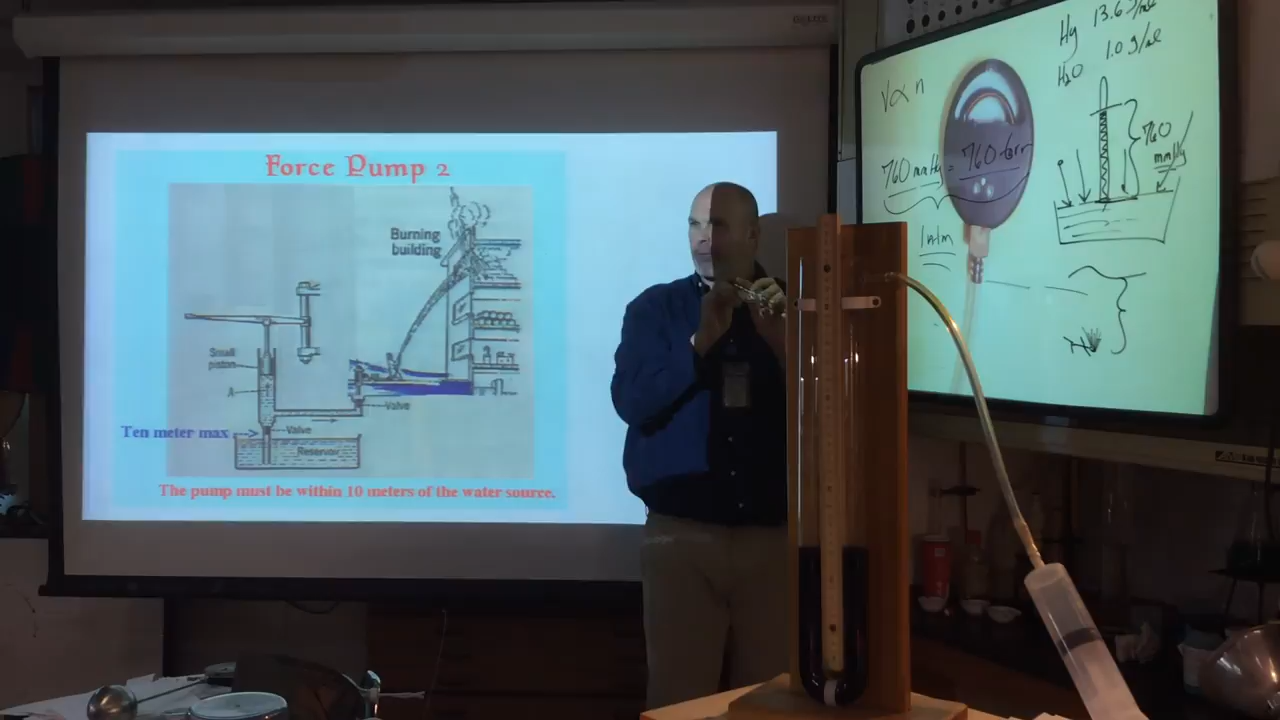 Force Pump 2
Burning
building
Small
piston
A
Valve
Valve
Ten meter max
Reservoir
The pump must be within 10 meters of the water source.
Hg 13.6 g/ml
H2O 1.0 g/ml
V∝n
760 mmHg = 760 torr
1 atm
760
mmHg